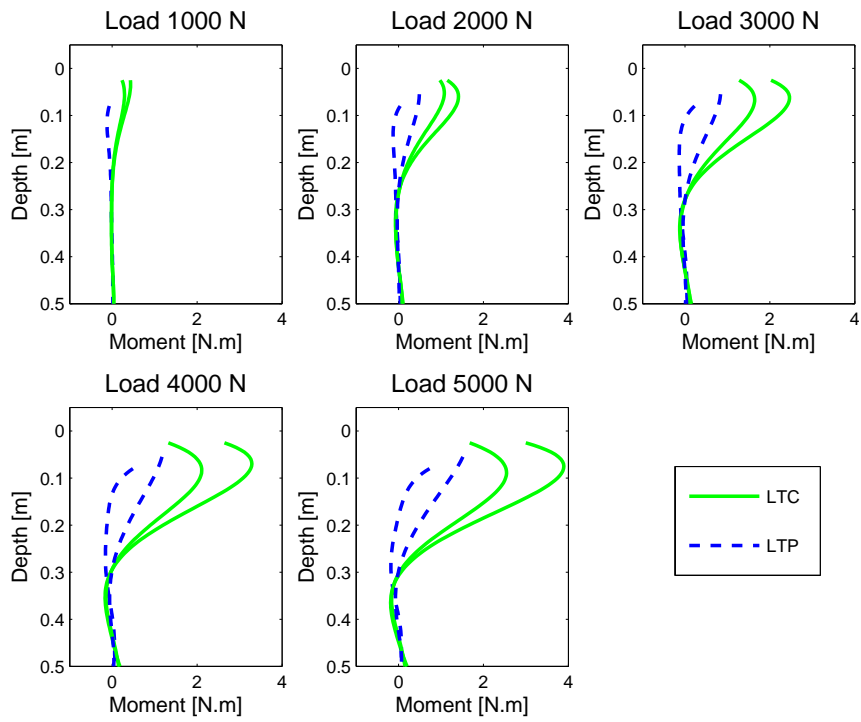 Load 1000 N
Load 2000 N
Load 3000 N
0
0.1
0.2
0.3
0.4
0.5
Depth [m]
0 2 4
Moment [N.m]
0
0.1
0.2
0.3
0.4
0.5
Depth [m]
0 2 4
Moment [N.m]
0
0.1
0.2
0.3
0.4
0.5
Depth [m]
0 2 4
Moment [N.m]
Load 4000 N
Load 5000 N
0
0.1
0.2
0.3
0.4
0.5
Depth [m]
0 2 4
Moment [N.m]
0
0.1
0.2
0.3
0.4
0.5
Depth [m]
0 2 4
Moment [N.m]
LTC
LTP